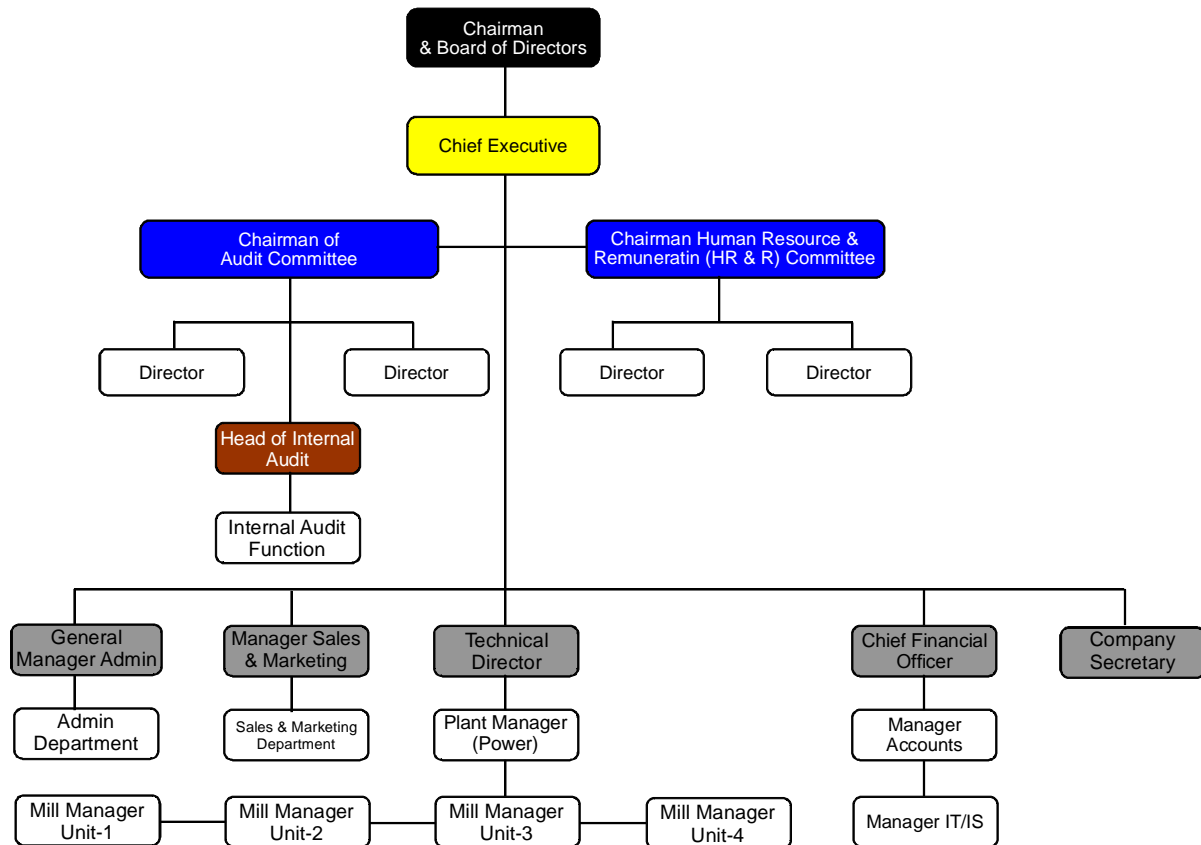 Chairman
& Board of Directors
Chief Executive
Chairman of
Audit Committee
Chairman Human Resource &
Remuneratin (HR & R) Committee
Director
Director
Director
Director
Head of Internal
Audit
Internal Audit
Function
General
Manager Admin
Manager Sales
& Marketing
Technical
Director
Chief Financial
Officer
Company
Secretary
Admin
Department
Sales & Marketing
Department
Plant Manager
(Power)
Manager
Accounts
Mill Manager
Unit-1
Mill Manager
Unit-2
Mill Manager
Unit-3
Mill Manager
Unit-4
Manager IT/IS